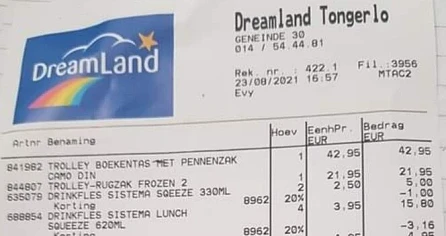 DREAMLAND
Dreamland Tongerlo
GENEINDE 30
014 / 54.44.81
Rek. nr. : 422.1 Fil.:3956
23/08/2021 16:57 MTAC2
Evy
Artnr Benaming Hoev EenhPr. Bedrag
EUR EUR
841982 TROLLEY BOEKENTAS MET PENNENZAK 1 42,95 42,95
CAMO DIN
844807 TROLLEY-RUGZAK FROZEN 2 1 21,95 21,95
635079 DRINKFLES SISTEMA SQEEZE 330ML 2 2,50 5,00
Korting 8962 20% -1,00
688854 DRINKFLES SISTEMA LUNCH 4 3,95 15,80
SQUEEZE 620ML
Korting 8962 20% -3,16